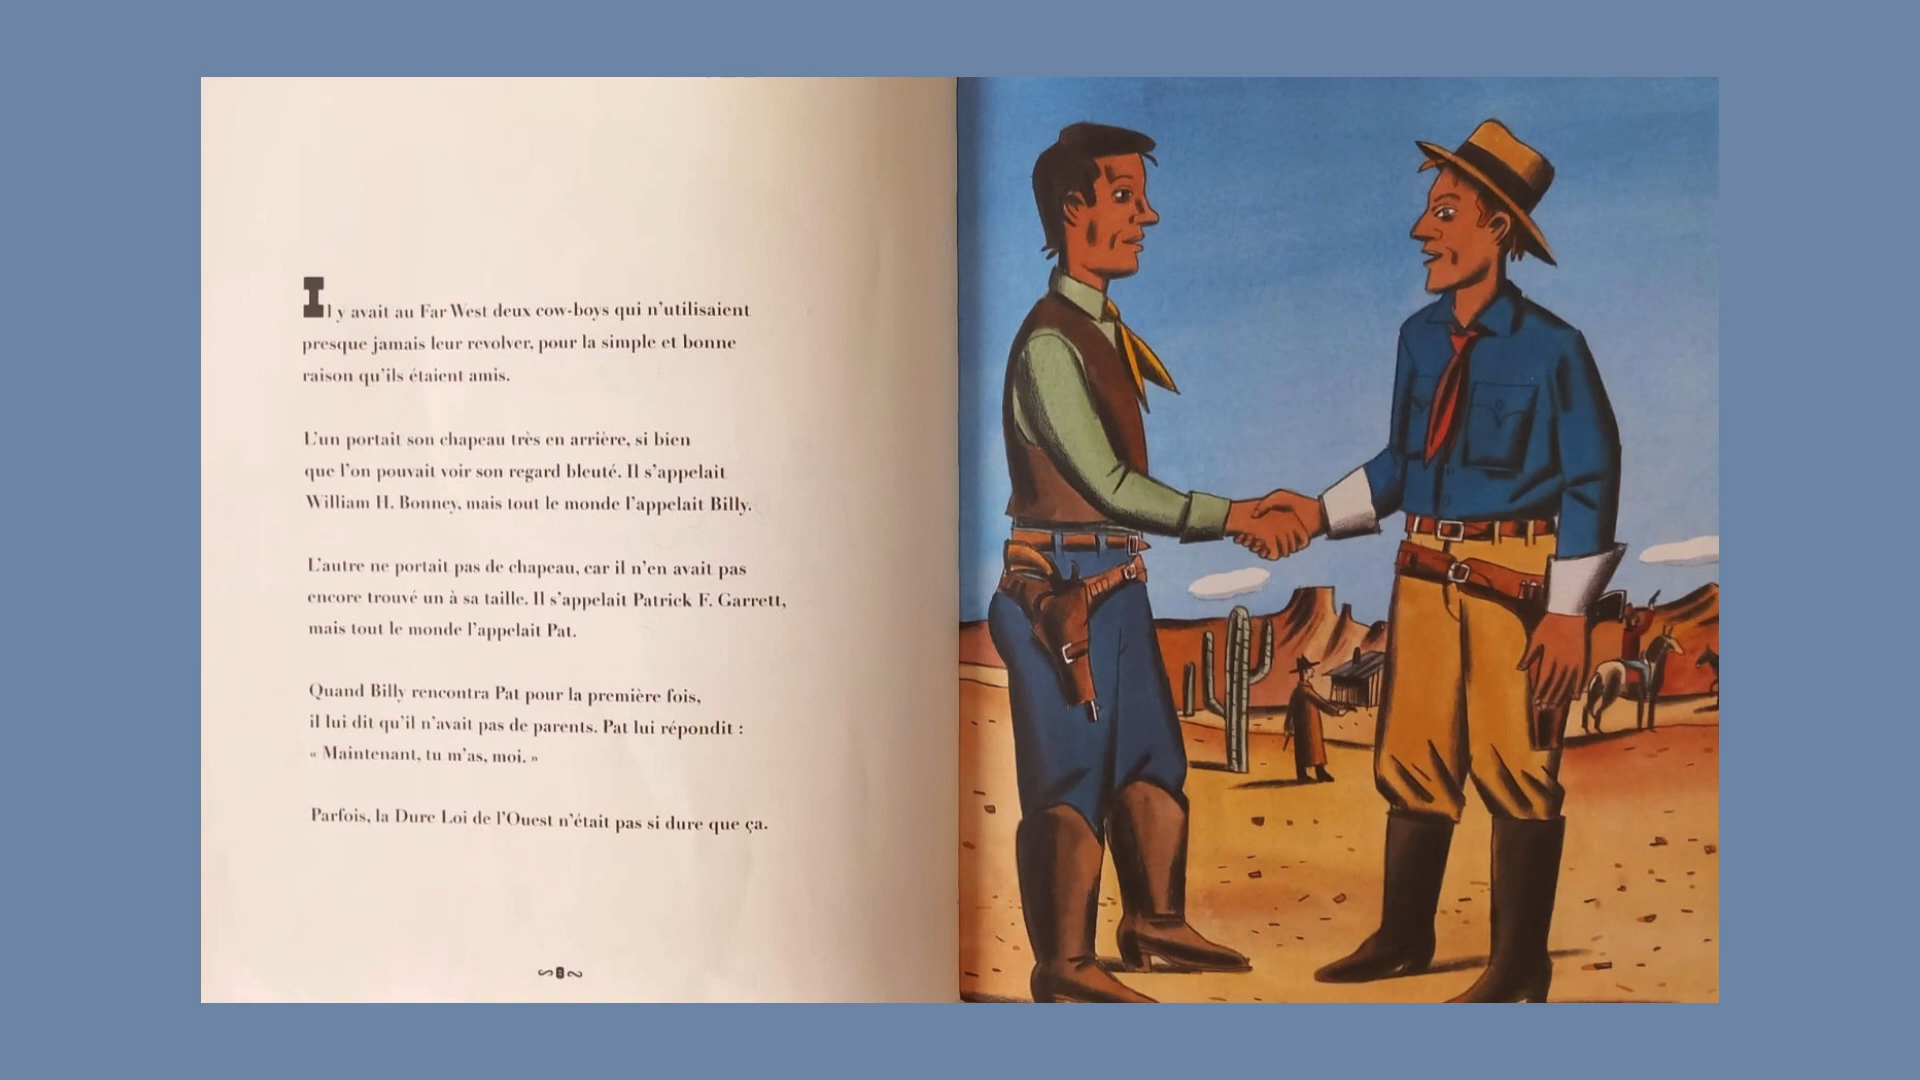 Il y avait au Far West deux cow-boys qui n'utilisaient
presque jamais leur revolver, pour la simple et bonne
raison qu'ils étaient amis.
L'un portait son chapeau très en arrière, si bien
que l'on pouvait voir son regard bleuté. Il s'appelait
William H. Bonney, mais tout le monde l'appelait Billy.
L'autre ne portait pas de chapeau, car il n'en avait pas
encore trouvé un à sa taille. Il s'appelait Patrick F. Garrett,
mais tout le monde l'appelait Pat.
Quand Billy rencontra Pat pour la première fois,
il lui dit qu'il n'avait pas de parents. Pat lui répondit :
« Maintenant, tu m'as, moi. »
Parfois, la Dure Loi de l'Ouest n'était pas si dure que ça.
8